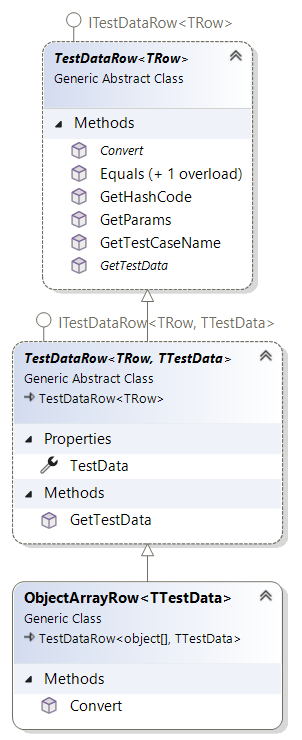 ITestDataRow<TRow>
TestDataRow<TRow>
Generic Abstract Class
Methods
Convert
Equals (+ 1 overload)
GetHashCode
GetParams
GetTestCaseName
GetTestData
ITestDataRow<TRow, TTestData>
TestDataRow<TRow, TTestData>
Generic Abstract Class
TestDataRow<TRow>
Properties
TestData
Methods
GetTestData
ObjectArrayRow<TTestData>
Generic Class
TestDataRow<object[], TTestData>
Methods
Convert